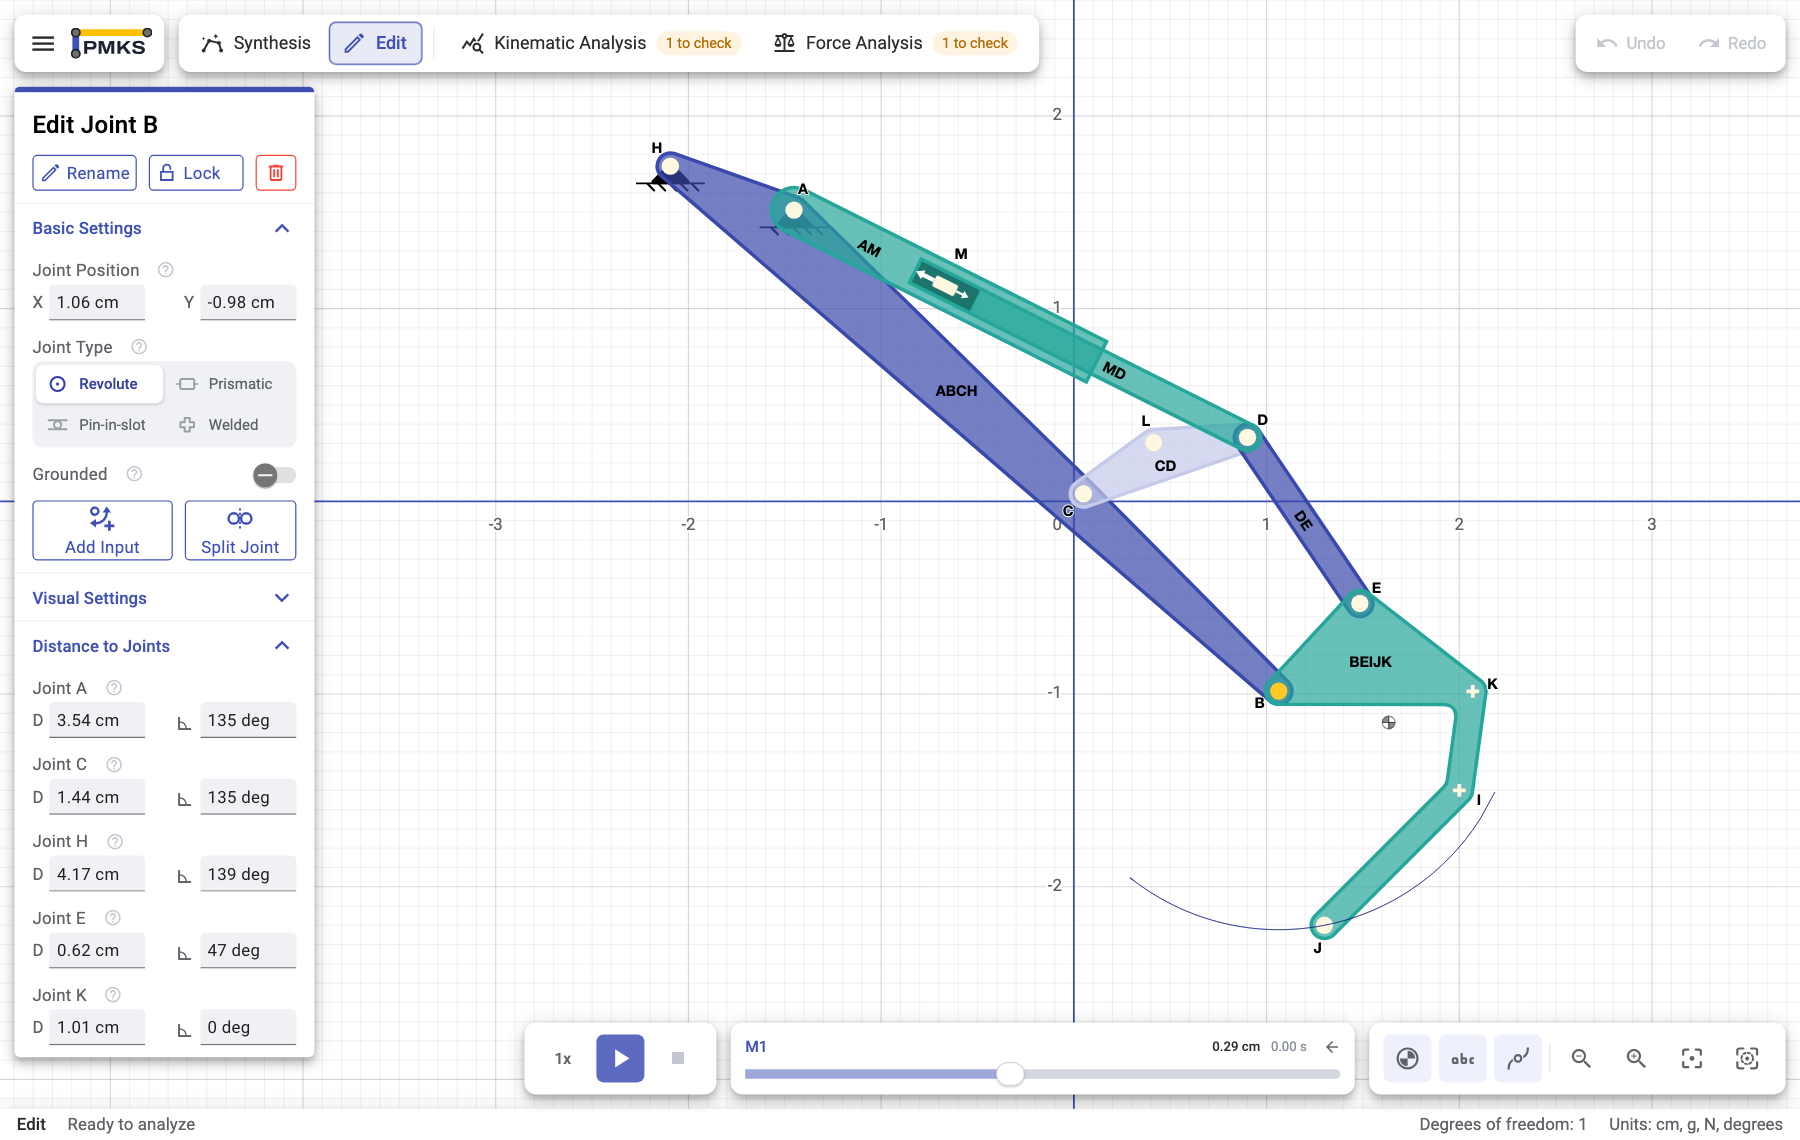 PMKS
Synthesis
Edit
Kinematic Analysis
1 to check
Force Analysis
1 to check
Undo
Redo
Edit Joint B
Rename
Lock
Basic Settings
Joint Position
X 1.06 cm Y -0.98 cm
Joint Type
Revolute
Prismatic
Pin-in-slot
Welded
Grounded
Add Input
Split Joint
Visual Settings
Distance to Joints
Joint A
D 3.54 cm 135 deg
Joint C
D 1.44 cm 135 deg
Joint H
D 4.17 cm 139 deg
Joint E
D 0.62 cm 47 deg
Joint K
D 1.01 cm 0 deg
2
H
A
AM
M
1
MD
ABCH
L
D
CD
C
-3 -2 -1 0 1 2 3
DE
E
BEIJK
K
-1
B
I
-2
J
1x
M1
0.29 cm 0.00 s
abc
Edit Ready to analyze
Degrees of freedom: 1 Units: cm, g, N, degrees